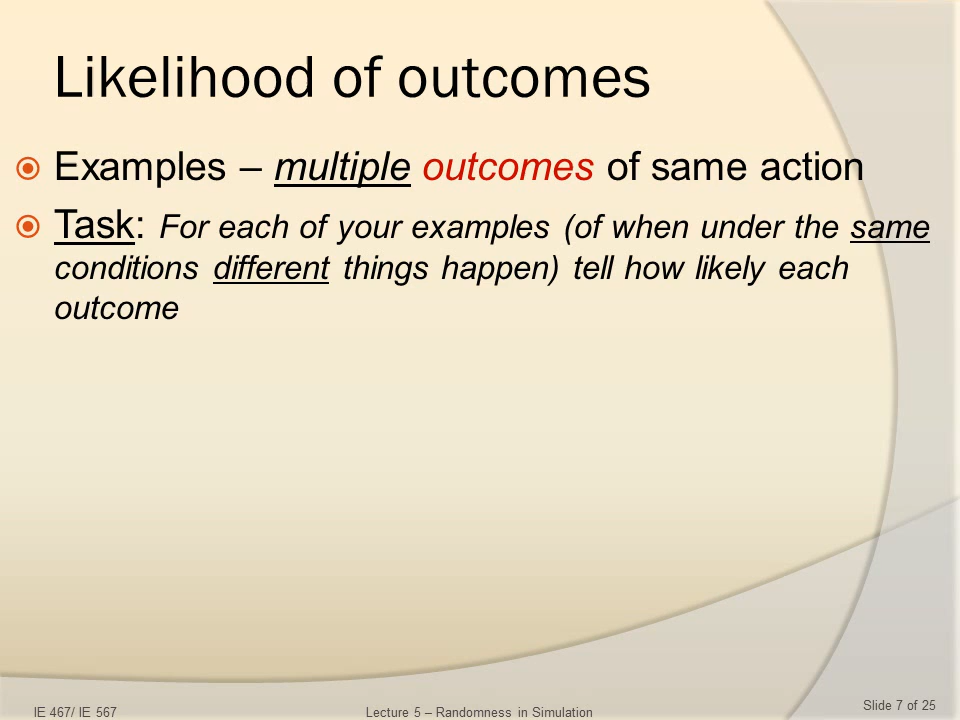 Likelihood of outcomes
Examples – multiple outcomes of same action
Task: For each of your examples (of when under the same
conditions different things happen) tell how likely each
outcome
IE 467/ IE 567
Lecture 5 – Randomness in Simulation
Slide 7 of 25